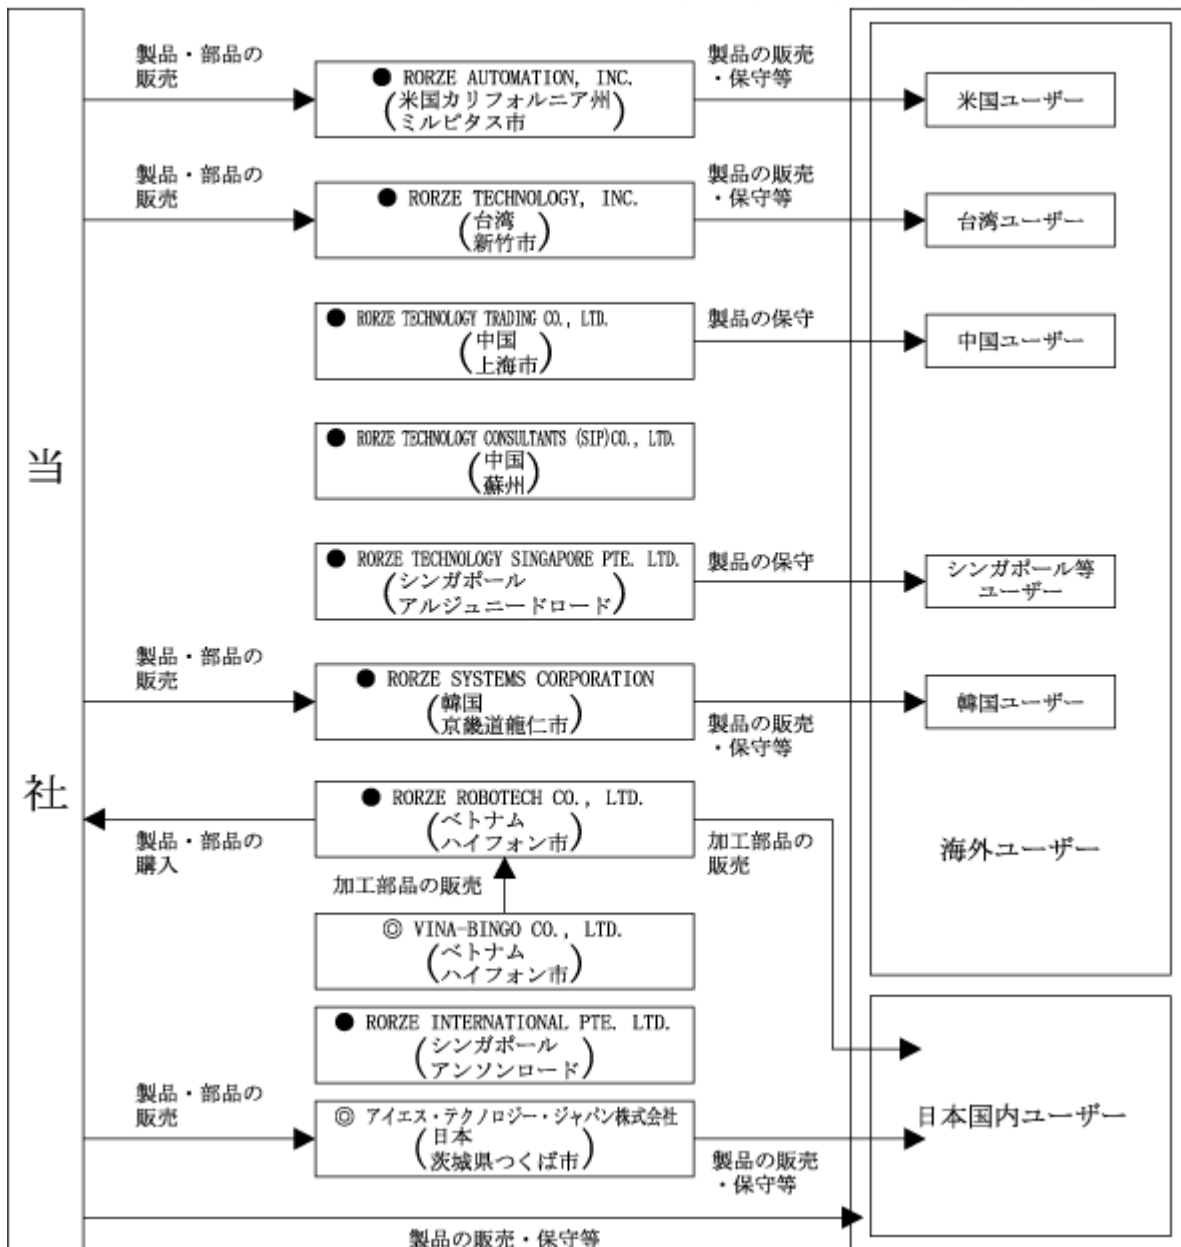 製品・部品の
販売
● RORZE AUTOMATION, INC.
(米国カリフォルニア州
ミルピタス市)
製品の販売
・保守等
米国ユーザー
製品・部品の
販売
● RORZE TECHNOLOGY, INC.
(台湾
新竹市)
製品の販売
・保守等
台湾ユーザー
● RORZE TECHNOLOGY TRADING CO., LTD.
(中国
上海市)
製品の保守
中国ユーザー
● RORZE TECHNOLOGY CONSULTANTS (SIP)CO., LTD.
(中国
蘇州)
当
社
● RORZE TECHNOLOGY SINGAPORE PTE. LTD.
(シンガポール
アルジュニードロード)
製品の保守
シンガポール等
ユーザー
製品・部品の
販売
● RORZE SYSTEMS CORPORATION
(韓国
京畿道龍仁市)
製品の販売
・保守等
韓国ユーザー
● RORZE ROBOTECH CO., LTD.
(ベトナム
ハイフォン市)
製品・部品の
購入
加工部品の
販売
海外ユーザー
加工部品の販売
◎ VINA-BINGO CO., LTD.
(ベトナム
ハイフォン市)
● RORZE INTERNATIONAL PTE. LTD.
(シンガポール
アンソンロード)
製品・部品の
販売
◎ アイエス・テクノロジー・ジャパン株式会社
(日本
茨城県つくば市)
製品の販売
・保守等
日本国内ユーザー
製品の販売・保守等